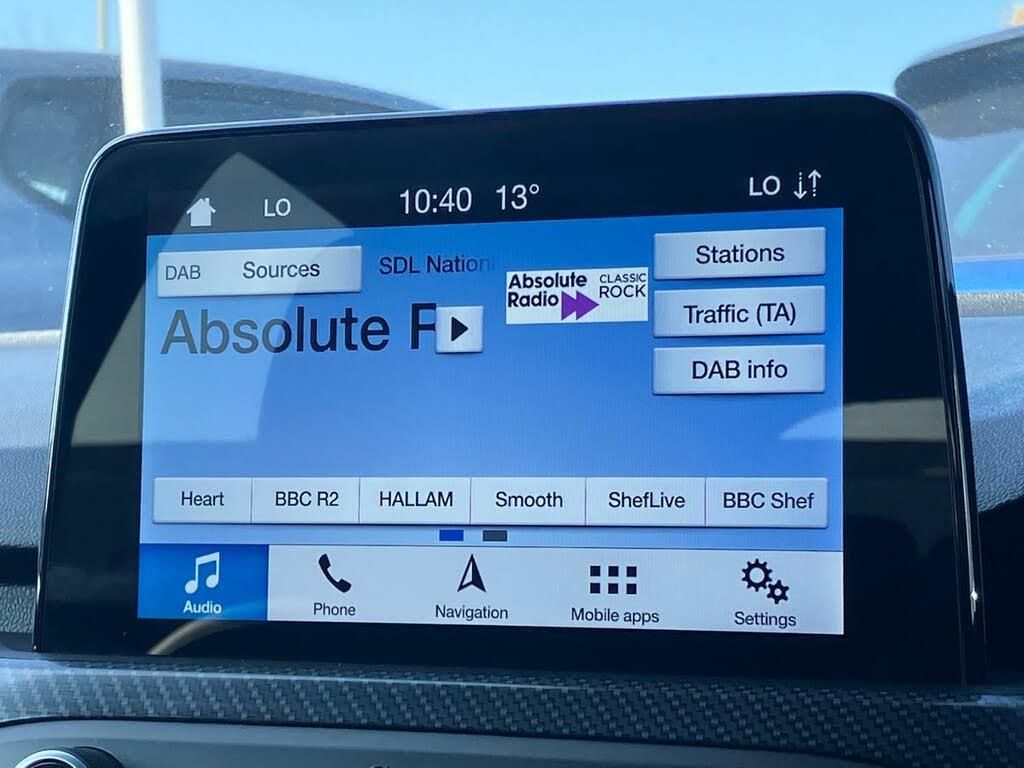 LO 10:40 13° LO
DAB Sources
SDL Nation
Stations
Absolute R
Absolute
Radio
CLASSIC
ROCK
Traffic (TA)
DAB info
Heart BBC R2 HALLAM Smooth ShefLive BBC Shef
Audio Phone Navigation Mobile apps Settings